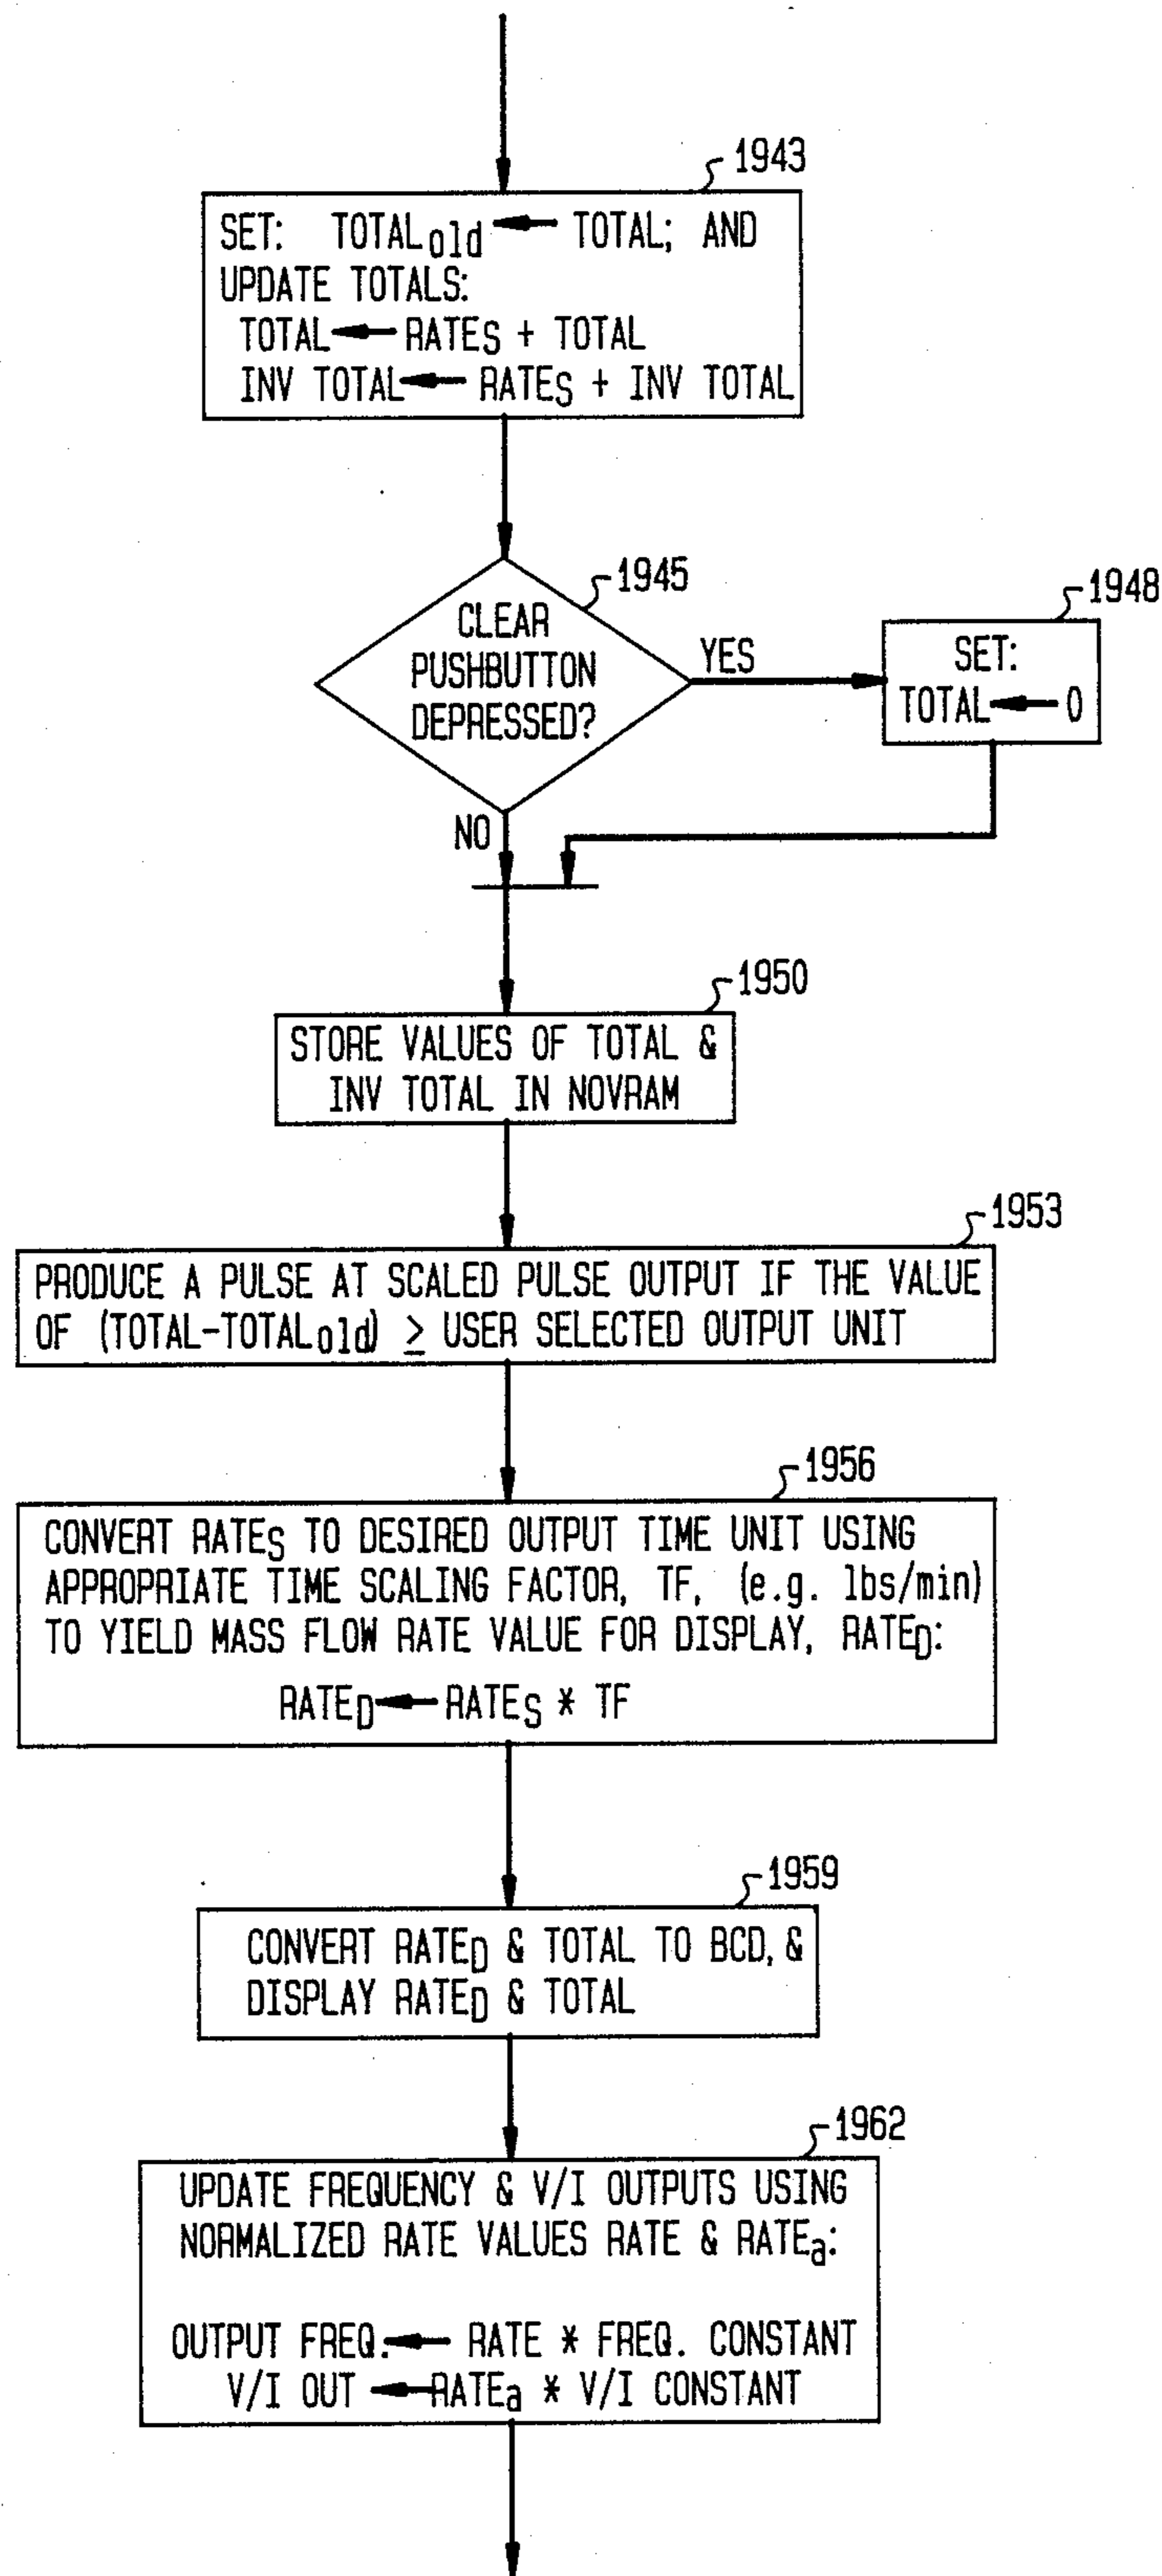 1943
SET: TOTALold ← TOTAL; AND
UPDATE TOTALS:
TOTAL ← RATES + TOTAL
INV TOTAL ← RATES + INV TOTAL
1945
CLEAR
PUSHBUTTON
DEPRESSED?
YES
NO
1948
SET:
TOTAL ← 0
1950
STORE VALUES OF TOTAL &
INV TOTAL IN NOVRAM
1953
PRODUCE A PULSE AT SCALED PULSE OUTPUT IF THE VALUE
OF (TOTAL-TOTALold) ≥ USER SELECTED OUTPUT UNIT
1956
CONVERT RATES TO DESIRED OUTPUT TIME UNIT USING
APPROPRIATE TIME SCALING FACTOR, TF, (e.g. lbs/min)
TO YIELD MASS FLOW RATE VALUE FOR DISPLAY, RATED:
RATED ← RATES * TF
1959
CONVERT RATED & TOTAL TO BCD, &
DISPLAY RATED & TOTAL
1962
UPDATE FREQUENCY & V/I OUTPUTS USING
NORMALIZED RATE VALUES RATE & RATEa:
OUTPUT FREQ. ← RATE * FREQ. CONSTANT
V/I OUT ← RATEa * V/I CONSTANT